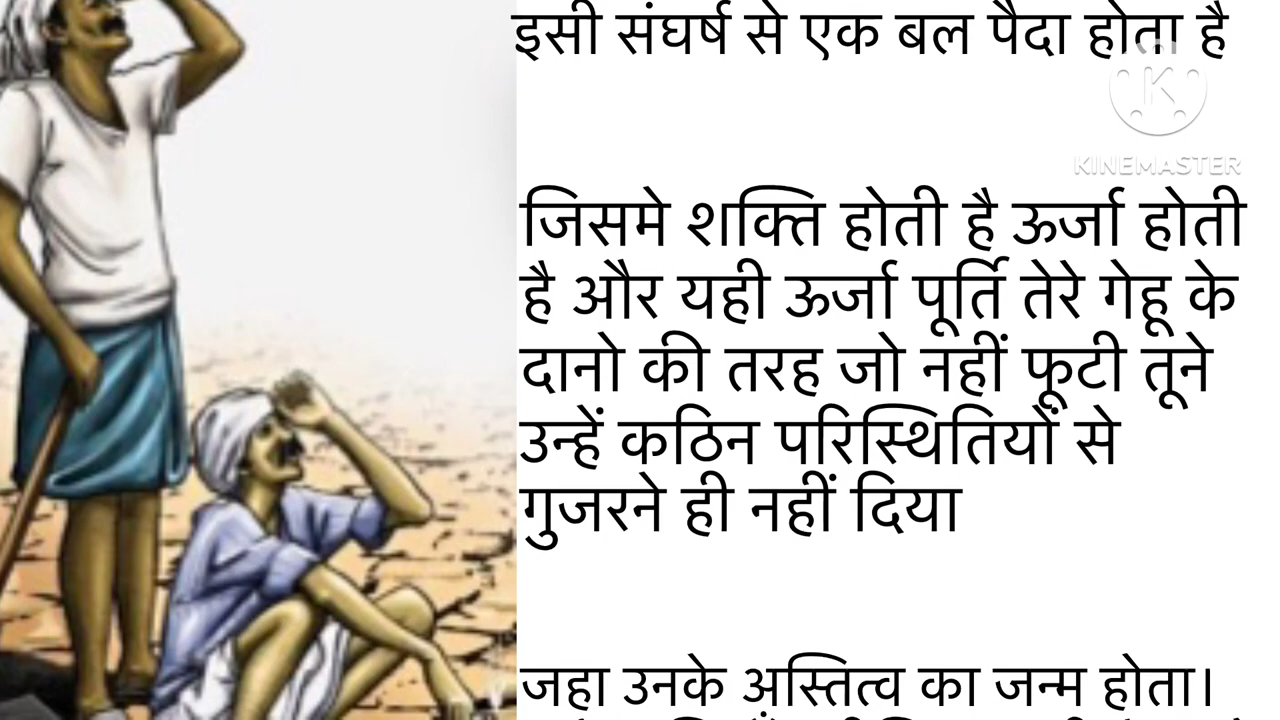 इसी संघर्ष से एक बल पैदा होता है
KINEMASTER
जिसमे शक्ति होती है ऊर्जा होती
है और यही ऊर्जा पूर्ति तेरे गेहू के
दानो की तरह जो नहीं फूटी तूने
उन्हें कठिन परिस्थितियों से
गुजरने ही नहीं दिया
जहा उनके अस्तित्व का जन्म होता।